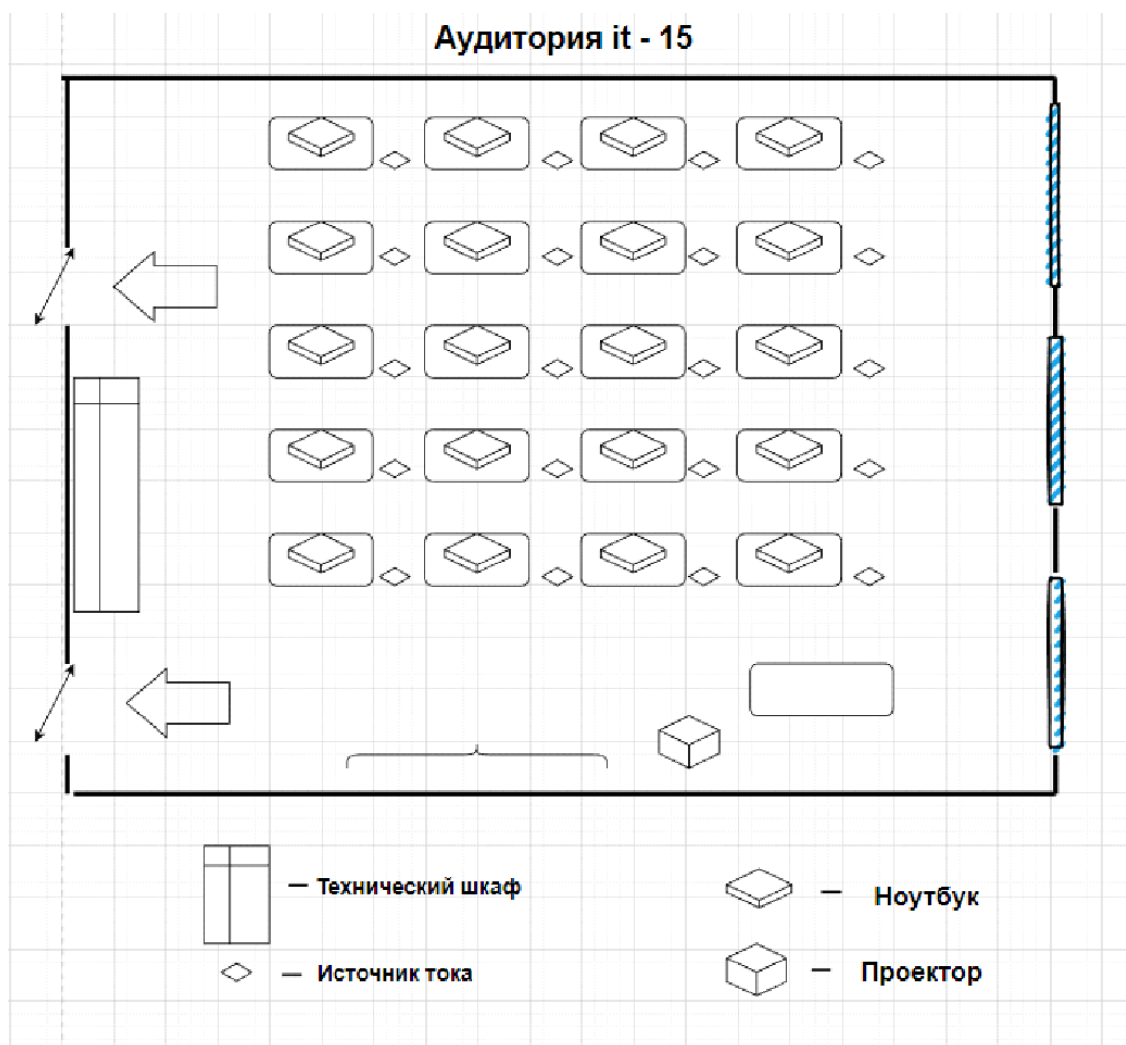 Аудитория it - 15
— Технический шкаф
— Ноутбук
— Источник тока
— Проектор